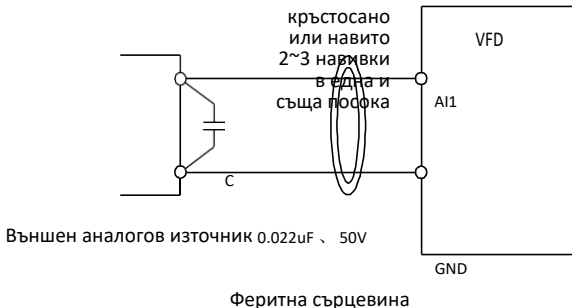 кръстосано
или навито
2~3 навивки
в една и
съща посока
VFD
AI1
C
Външен аналогов източник 0.022uF 、 50V
GND
Феритна сърцевина